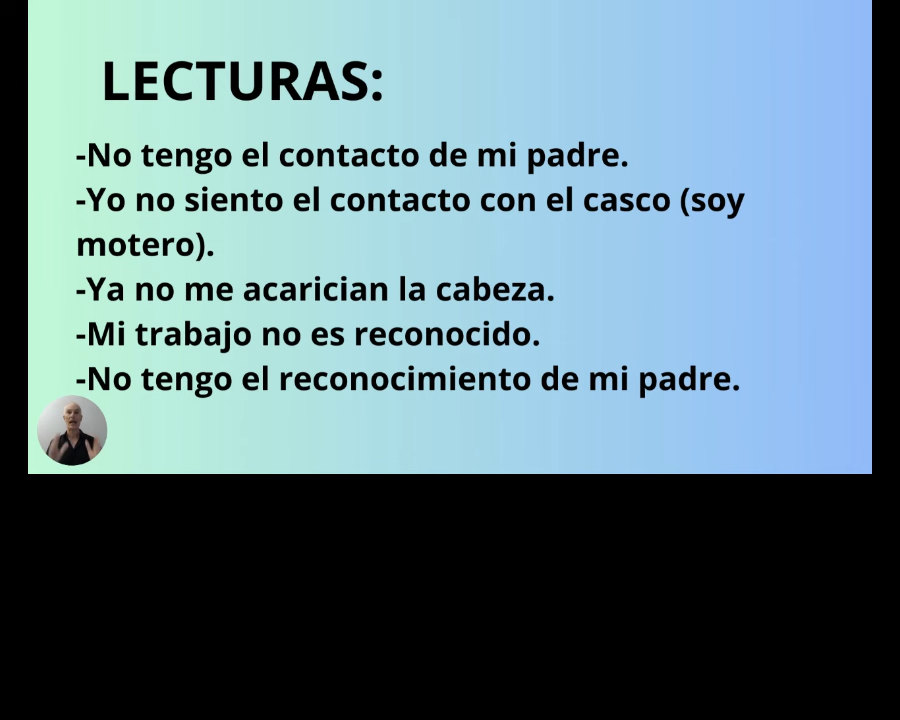 LECTURAS:
-No tengo el contacto de mi padre.
-Yo no siento el contacto con el casco (soy
motero).
-Ya no me acarician la cabeza.
-Mi trabajo no es reconocido.
-No tengo el reconocimiento de mi padre.